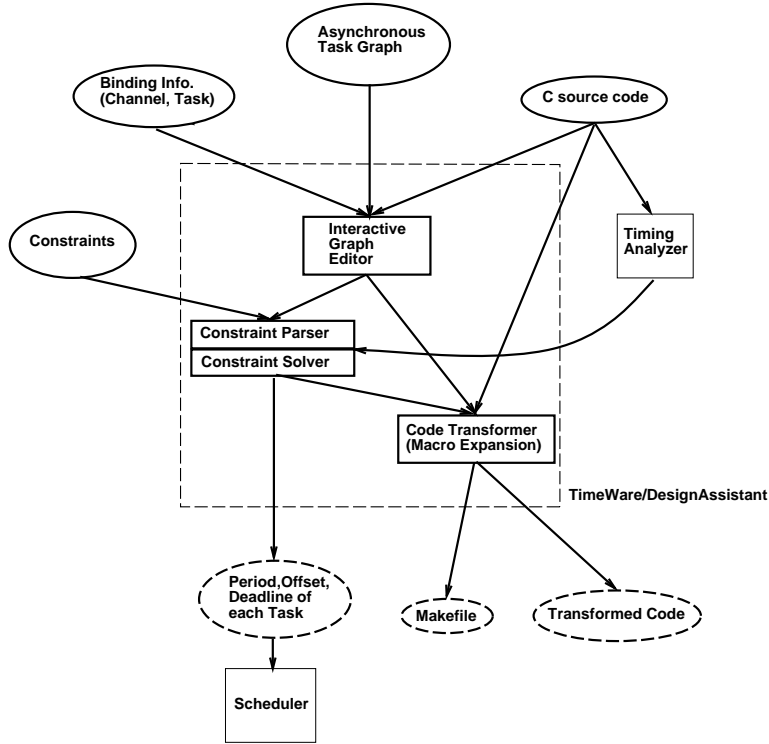 Asynchronous
Task Graph
Binding Info.
(Channel, Task)
C source code
Interactive
Graph
Editor
Timing
Analyzer
Constraints
Constraint Parser
Constraint Solver
Code Transformer
(Macro Expansion)
TimeWare/DesignAssistant
Period,Offset,
Deadline of
each Task
Makefile
Transformed Code
Scheduler